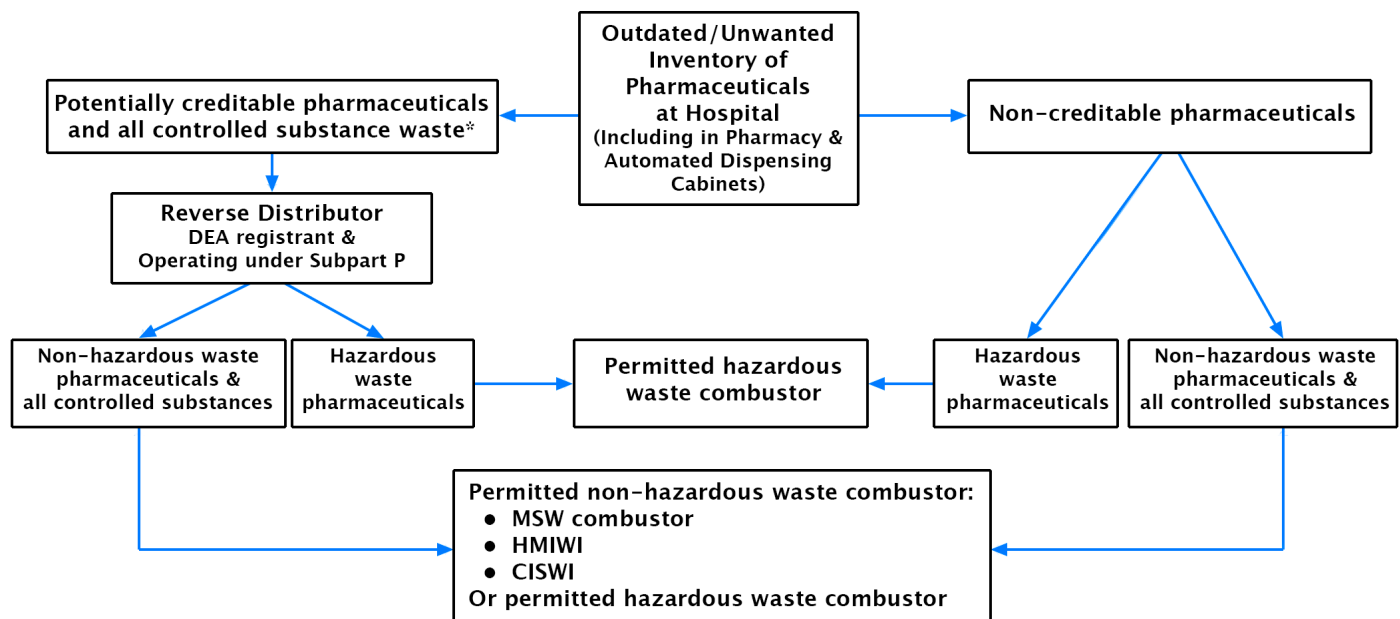 Outdated/Unwanted
Inventory of
Pharmaceuticals
at Hospital
(Including in Pharmacy &
Automated Dispensing
Cabinets)
Potentially creditable pharmaceuticals
and all controlled substance waste*
Non-creditable pharmaceuticals
Reverse Distributor
DEA registrant &
Operating under Subpart P
Non-hazardous waste
pharmaceuticals &
all controlled substances
Hazardous
waste
pharmaceuticals
Permitted hazardous
waste combustor
Hazardous
waste
pharmaceuticals
Non-hazardous waste
pharmaceuticals &
all controlled substances
Permitted non-hazardous waste combustor:
● MSW combustor
● HMIWI
● CISWI
Or permitted hazardous waste combustor